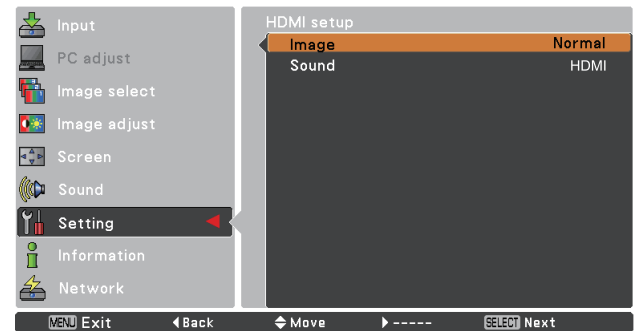 Input
PC adjust
Image select
Image adjust
Screen
Sound
Setting
Information
Network
HDMI setup
Image Normal
Sound HDMI
MENU Exit Back Move ----- SELECT Next